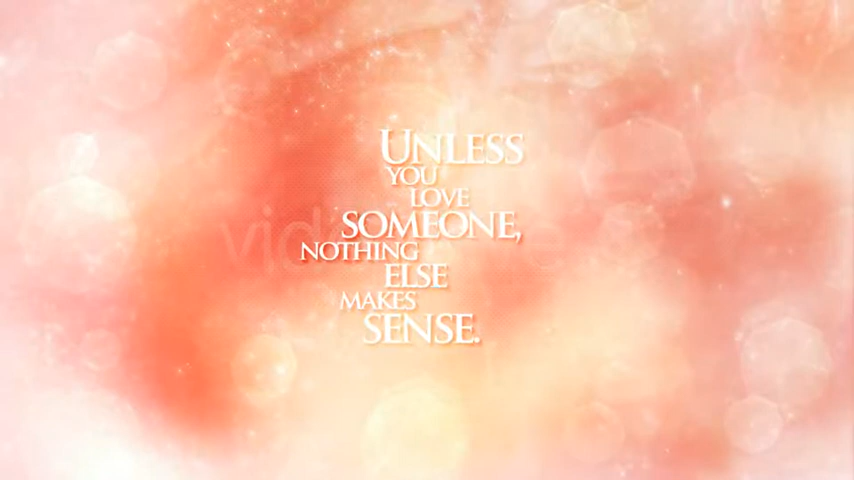 UNLESS
YOU
LOVE
SOMEONE,
NOTHING
ELSE
MAKES
SENSE.